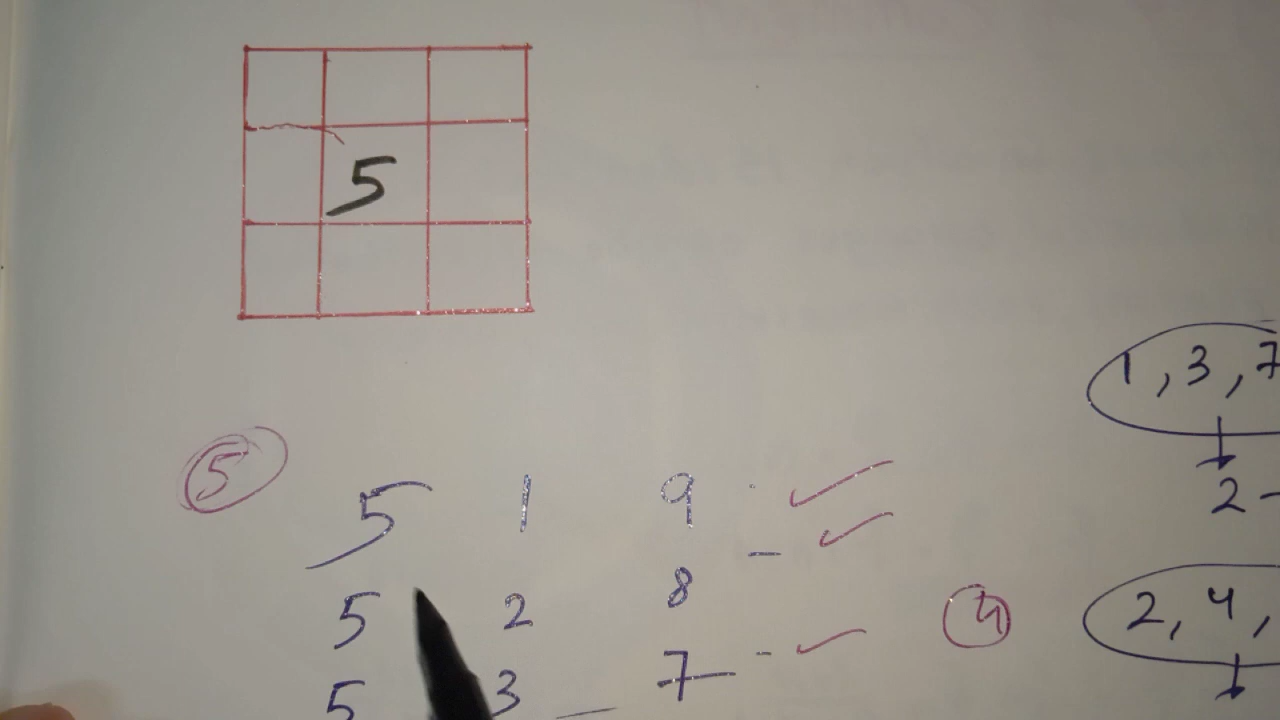 5
5 5 1 9 ✓
1, 3, 7
2 -
5 2 8 - ✓
4 2, 4,
5 3 7 - ✓